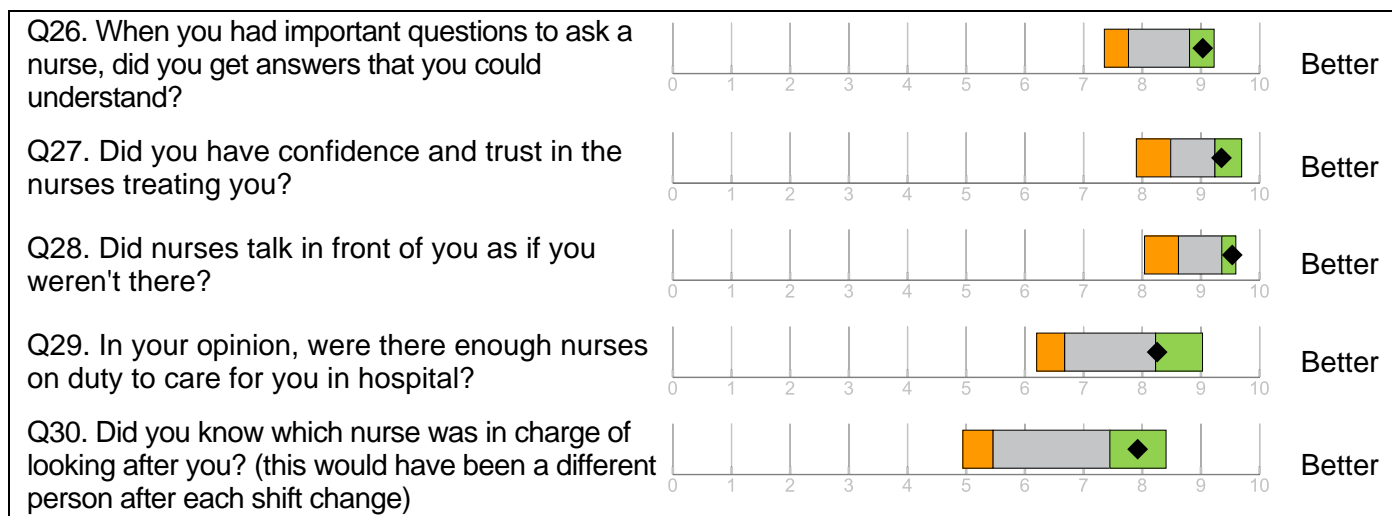 Q26. When you had important questions to ask a
nurse, did you get answers that you could
understand?
0 1 2 3 4 5 6 7 8 9 10
Better
Q27. Did you have confidence and trust in the
nurses treating you?
0 1 2 3 4 5 6 7 8 9 10
Better
Q28. Did nurses talk in front of you as if you
weren't there?
0 1 2 3 4 5 6 7 8 9 10
Better
Q29. In your opinion, were there enough nurses
on duty to care for you in hospital?
0 1 2 3 4 5 6 7 8 9 10
Better
Q30. Did you know which nurse was in charge of
looking after you? (this would have been a different
person after each shift change)
0 1 2 3 4 5 6 7 8 9 10
Better